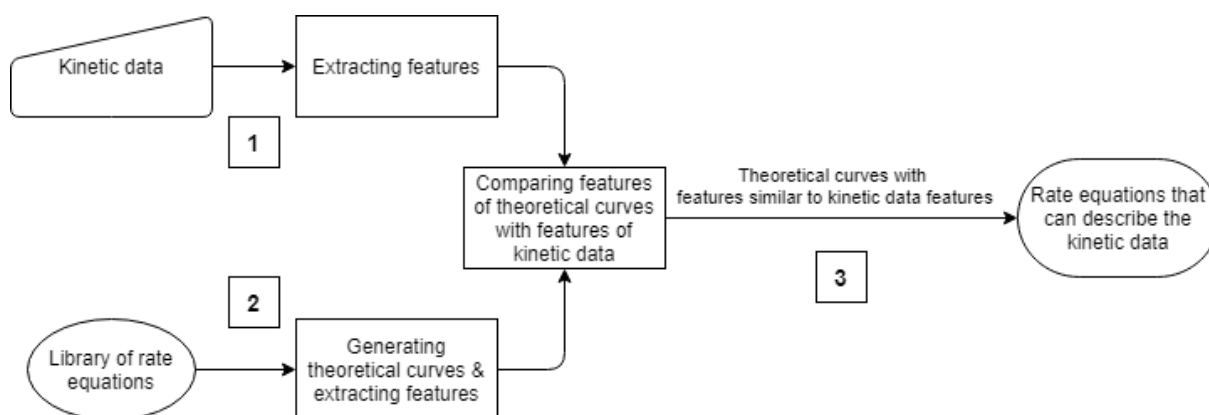 Kinetic data
Extracting features
1
Comparing features
of theoretical curves
with features of
kinetic data
Theoretical curves with
features similar to kinetic data features
Rate equations that
can describe the
kinetic data
3
2
Library of rate
equations
Generating
theoretical curves &
extracting features